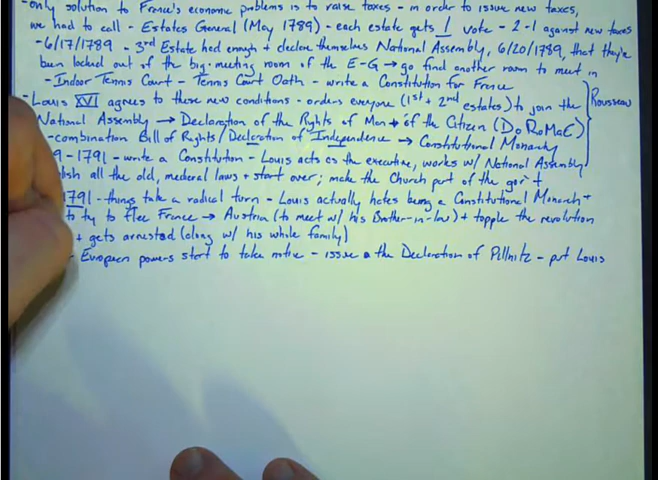 -only solution to France's economic problems is to raise taxes - in order to issue new taxes,
we had to call - Estates General (May 1789) - each estate gets 1 vote - 2-1 against new taxes
-6/17/1789 - 3rd Estate had enough + declare themselves National Assembly, 6/20/1789, that they've
been locked out of the big meeting room of the E-G → go find another room to meet in
-Indoor Tennis Court - Tennis Court Oath - write a Constitution for France
-Louis XVI agrees to these new conditions - orders everyone (1st + 2nd estates) to join the
National Assembly → Declaration of the Rights of Man + of the Citizen (DoRoMaC)
Rousseau
-combination Bill of Rights/Declaration of Independence → Constitutional Monarchy
9 - 1791 - write a Constitution - Louis acts as the executive, works w/ National Assembly
lish all the old, medieval laws + start over; make the Church part of the gov't
1791 - things take a radical turn - Louis actually hates being a Constitutional Monarch +
to try to flee France → Austria (to meet w/ his Brother-in-law) + topple the revolution
+ gets arrested (along w/ his whole family)
European powers start to take notice - issue the Declaration of Pillnitz - put Louis